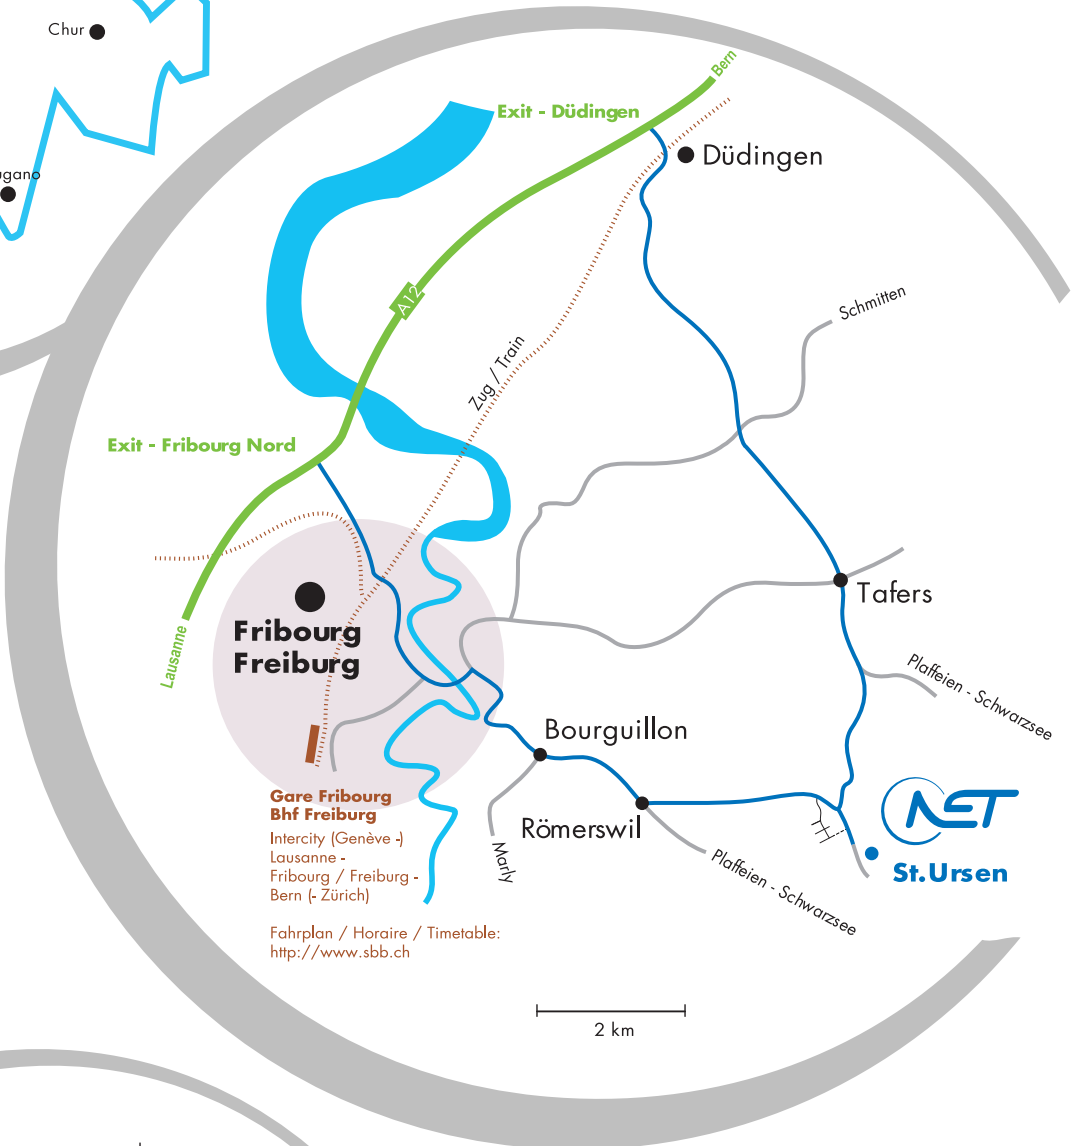 Chur
Bern
Exit - Düdingen
Düdingen
A12
Schmitten
Zug / Train
Exit - Fribourg Nord
Tafers
Fribourg
Freiburg
Lausanne
Plaffeien - Schwarzsee
Bourguillon
Gare Fribourg
Bhf Freiburg
Intercity (Genève -)
Lausanne -
Fribourg / Freiburg -
Bern (- Zürich)
Fahrplan / Horaire / Timetable:
http://www.sbb.ch
Römerswil
Marly
Plaffeien - Schwarzsee
NET
St.Ursen
2 km